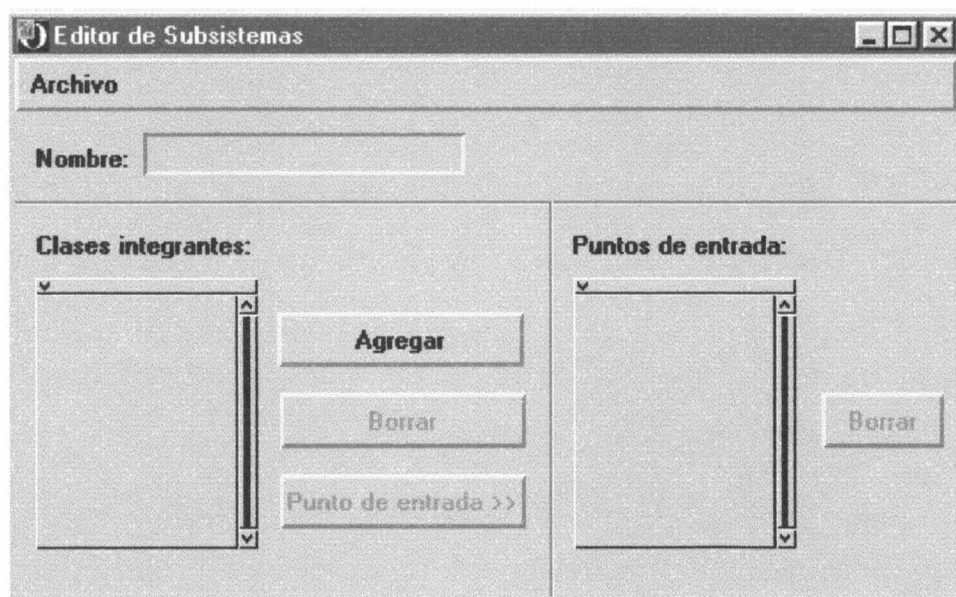 Editor de Subsistemas
Archivo
Nombre:
Clases integrantes:
Agregar
Borrar
Punto de entrada >>
Puntos de entrada:
Borrar